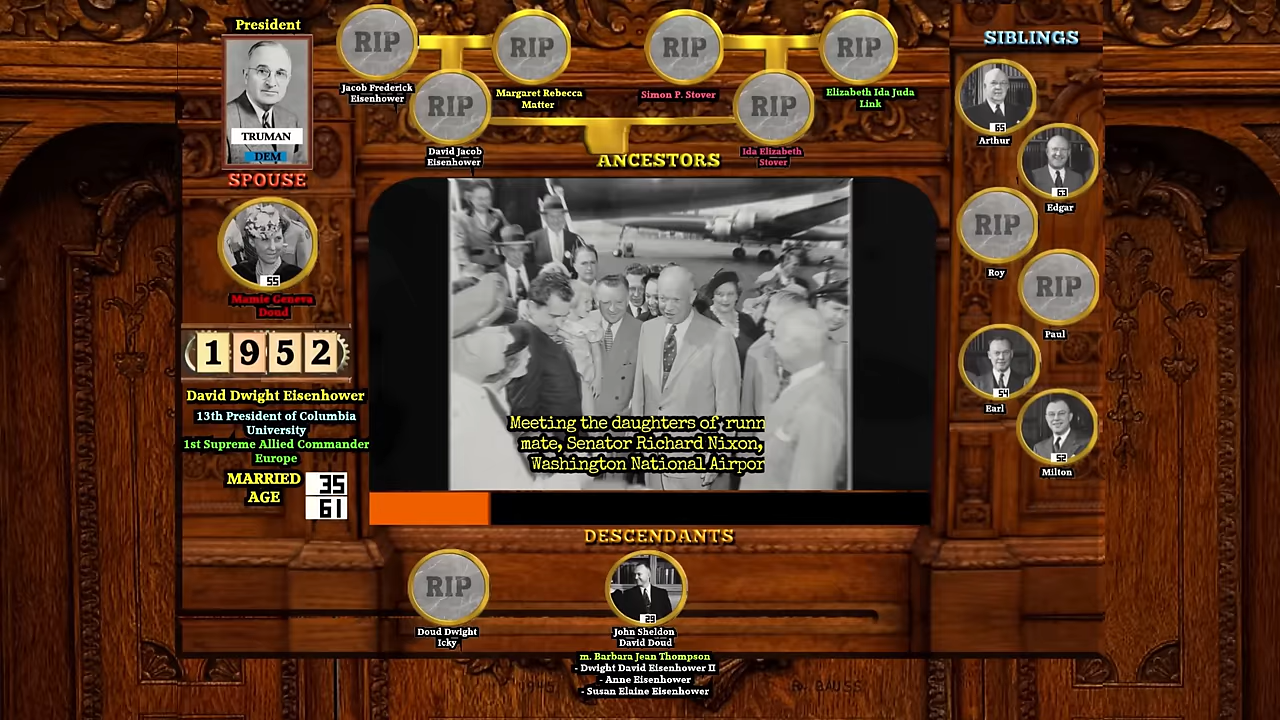 President
TRUMAN
DEM
SPOUSE
55
Mamie Geneva
Doud
1952
David Dwight Eisenhower
13th President of Columbia
University
1st Supreme Allied Commander
Europe
MARRIED 35
AGE 61
RIP
Jacob Frederick
Eisenhower
RIP
Margaret Rebecca
Matter
RIP
Simon P. Stover
RIP
Elizabeth Ida Juda
Link
RIP
David Jacob
Eisenhower
RIP
Ida Elizabeth
Stover
ANCESTORS
Meeting the daughters of runn
mate, Senator Richard Nixon,
Washington National Airpor
DESCENDANTS
RIP
Doud Dwight
Icky
29
John Sheldon
David Doud
m. Barbara Jean Thompson
- Dwight David Eisenhower II
- Anne Eisenhower
- Susan Elaine Eisenhower
SIBLINGS
65
Arthur
63
Edgar
RIP
Roy
RIP
Paul
54
Earl
52
Milton